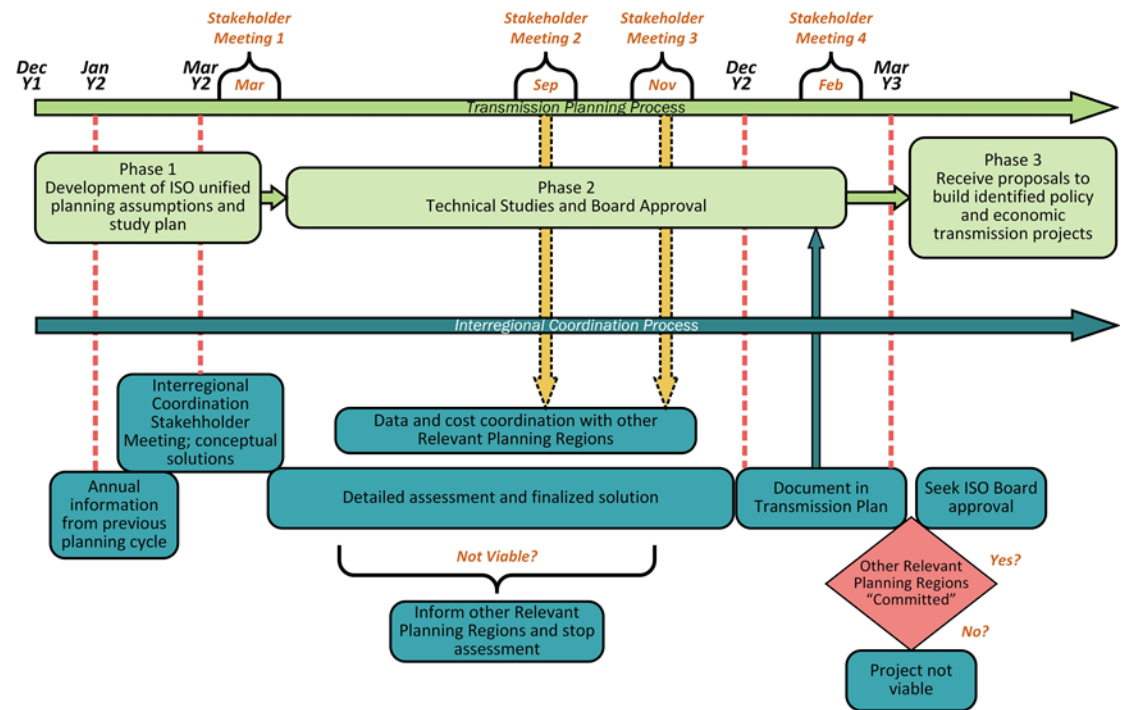 Stakeholder
Meeting 1
Stakeholder
Meeting 2
Stakeholder
Meeting 3
Stakeholder
Meeting 4
Dec
Y1
Jan
Y2
Mar
Y2
Mar
Sep
Nov
Dec
Y2
Feb
Mar
Y3
Transmission Planning Process
Phase 1
Development of ISO unified
planning assumptions and
study plan
Phase 2
Technical Studies and Board Approval
Phase 3
Receive proposals to
build identified policy
and economic
transmission projects
Interregional Coordination Process
Interregional
Coordination
Stakehholder
Meeting; conceptual
solutions
Data and cost coordination with other
Relevant Planning Regions
Annual
information
from previous
planning cycle
Detailed assessment and finalized solution
Document in
Transmission Plan
Seek ISO Board
approval
Not Viable?
Inform other Relevant
Planning Regions and stop
assessment
Other Relevant
Planning Regions
“Committed”
Yes?
No?
Project not
viable